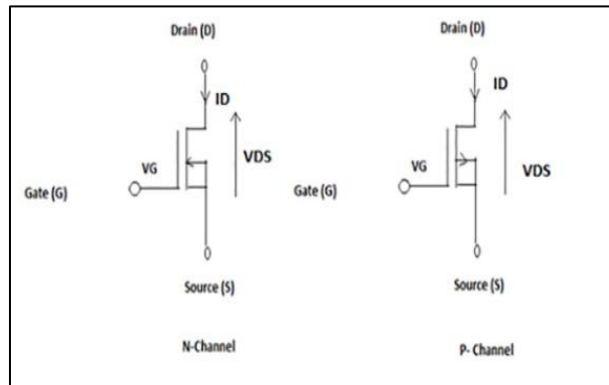 Drain (D)
ID
VG
VDS
Gate (G)
Source (S)
N-Channel
Drain (D)
ID
VG
VDS
Gate (G)
Source (S)
P- Channel